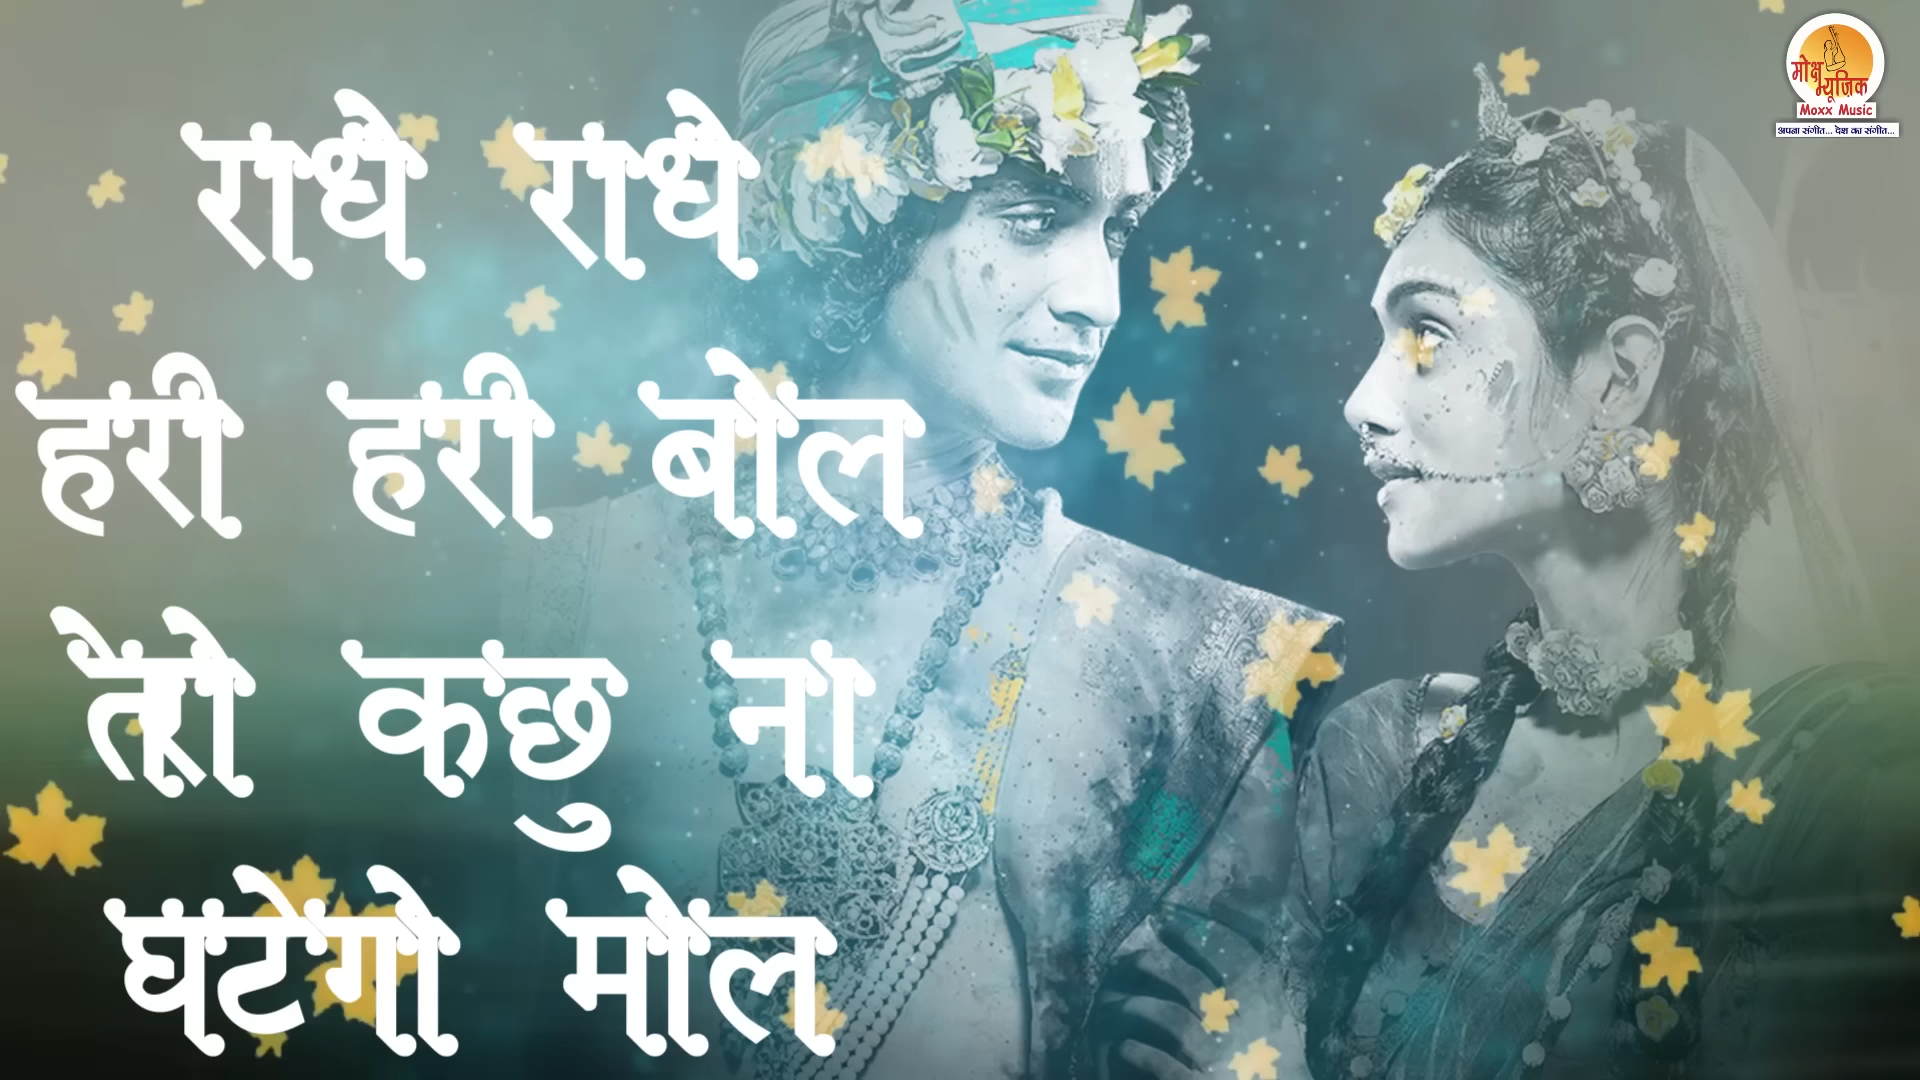 राधे राधे
हरी हरी बोल
तेरो कछु ना
घटेगो मोल
मोक्ष
म्यूज़िक
Moxx Music
अपना संगीत... देश का संगीत...